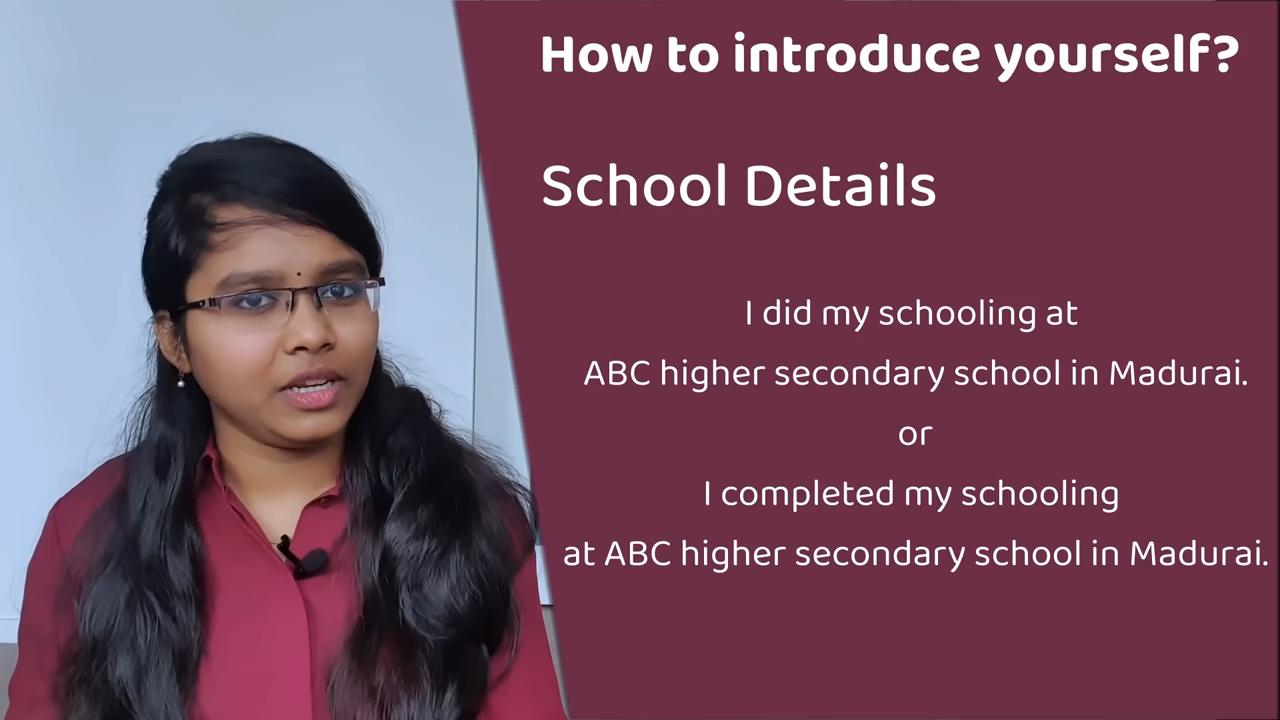 How to introduce yourself?
School Details
I did my schooling at
ABC higher secondary school in Madurai.
or
I completed my schooling
at ABC higher secondary school in Madurai.